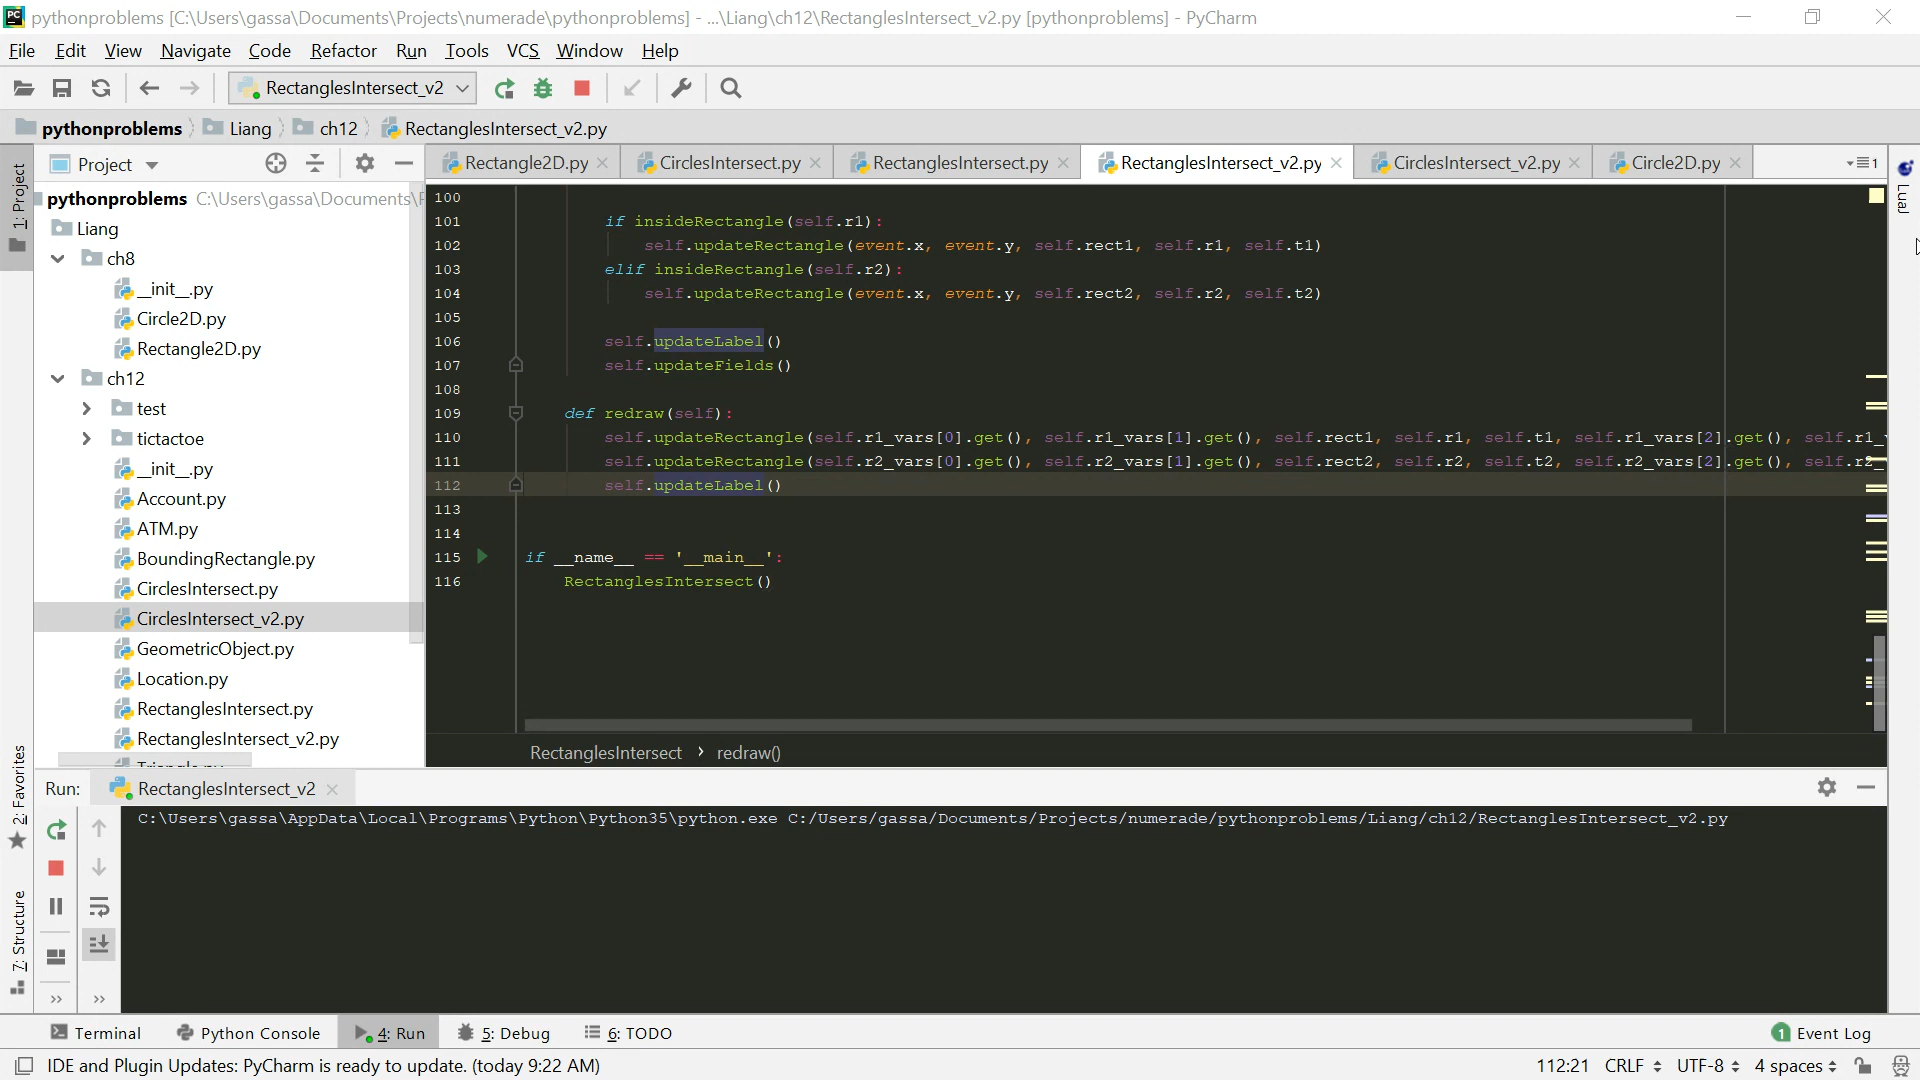 pythonproblems [C:\Users\gassa\Documents\Projects\numerade\pythonproblems] - ...\Liang\ch12\RectanglesIntersect_v2.py [pythonproblems] - PyCharm
File Edit View Navigate Code Refactor Run Tools VCS Window Help
RectanglesIntersect_v2
pythonproblems Liang ch12 RectanglesIntersect_v2.py
Project
Rectangle2D.py CirclesIntersect.py RectanglesIntersect.py RectanglesIntersect_v2.py CirclesIntersect_v2.py Circle2D.py 1
1: Project
Luna
pythonproblems C:\Users\gassa\Documents\
Liang
ch8
__init__.py
Circle2D.py
Rectangle2D.py
ch12
test
tictactoe
__init__.py
Account.py
ATM.py
BoundingRectangle.py
CirclesIntersect.py
CirclesIntersect_v2.py
GeometricObject.py
Location.py
RectanglesIntersect.py
RectanglesIntersect_v2.py
100
101 if insideRectangle(self.r1):
102 self.updateRectangle(event.x, event.y, self.rect1, self.r1, self.t1)
103 elif insideRectangle(self.r2):
104 self.updateRectangle(event.x, event.y, self.rect2, self.r2, self.t2)
105
106 self.updateLabel()
107 self.updateFields()
108
109 def redraw(self):
110 self.updateRectangle(self.r1_vars[0].get(), self.r1_vars[1].get(), self.rect1, self.r1, self.t1, self.r1_vars[2].get(), self.r1_
111 self.updateRectangle(self.r2_vars[0].get(), self.r2_vars[1].get(), self.rect2, self.r2, self.t2, self.r2_vars[2].get(), self.r2_
112 self.updateLabel()
113
114
115 if __name__ == '__main__':
116 RectanglesIntersect()
RectanglesIntersect › redraw()
2: Favorites
7: Structure
Run: RectanglesIntersect_v2
C:\Users\gassa\AppData\Local\Programs\Python\Python35\python.exe C:/Users/gassa/Documents/Projects/numerade/pythonproblems/Liang/ch12/RectanglesIntersect_v2.py
Terminal Python Console 4: Run 5: Debug 6: TODO 1 Event Log
IDE and Plugin Updates: PyCharm is ready to update. (today 9:22 AM) 112:21 CRLF UTF-8 4 spaces